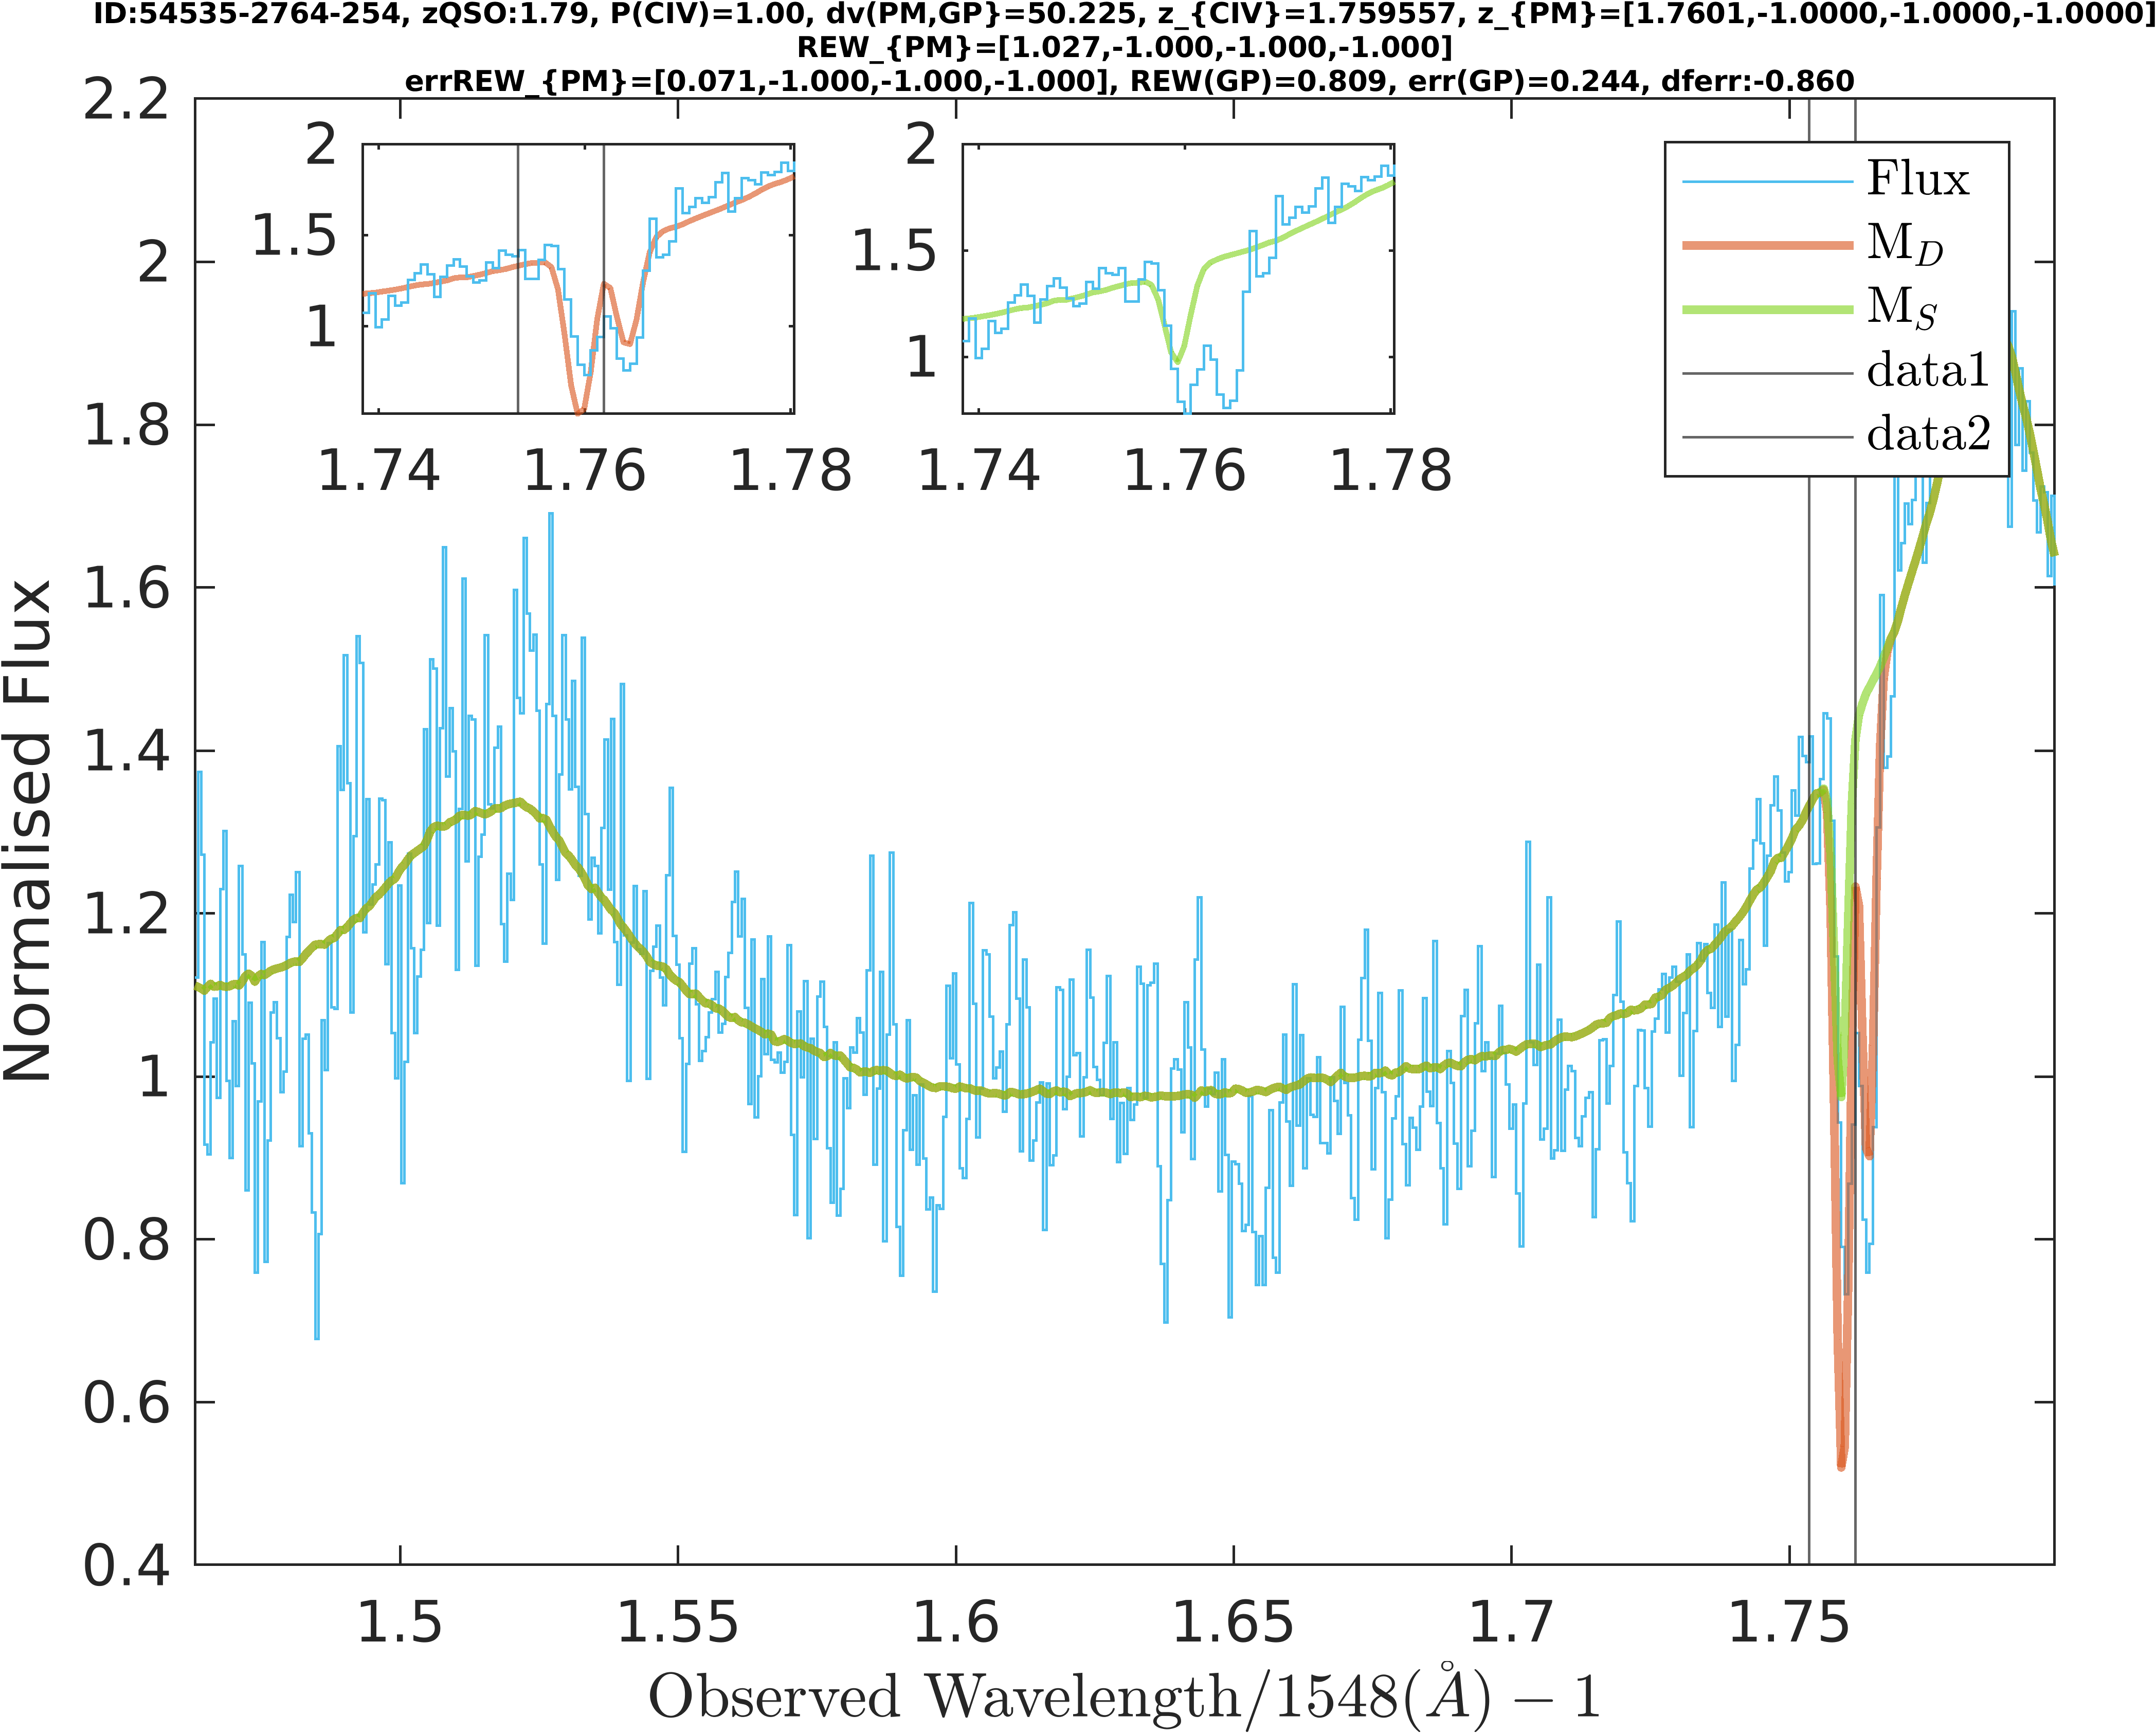 ID:54535-2764-254, zQSO:1.79, P(CIV)=1.00, dv(PM,GP}=50.225, z_{CIV}=1.759557, z_{PM}=[1.7601,-1.0000,-1.0000,-1.0000]
REW_{PM}=[1.027,-1.000,-1.000,-1.000]
errREW_{PM}=[0.071,-1.000,-1.000,-1.000], REW(GP)=0.809, err(GP)=0.244, dferr:-0.860
2.2
2
1.8
1.6
1.4
1.2
1
0.8
0.6
0.4
Normalised Flux
2
1.5
1
1.74 1.76 1.78
2
1.5
1
1.74 1.76 1.78
Flux
M_D
M_S
data1
data2
1.5 1.55 1.6 1.65 1.7 1.75
Observed Wavelength/1548(Å) − 1